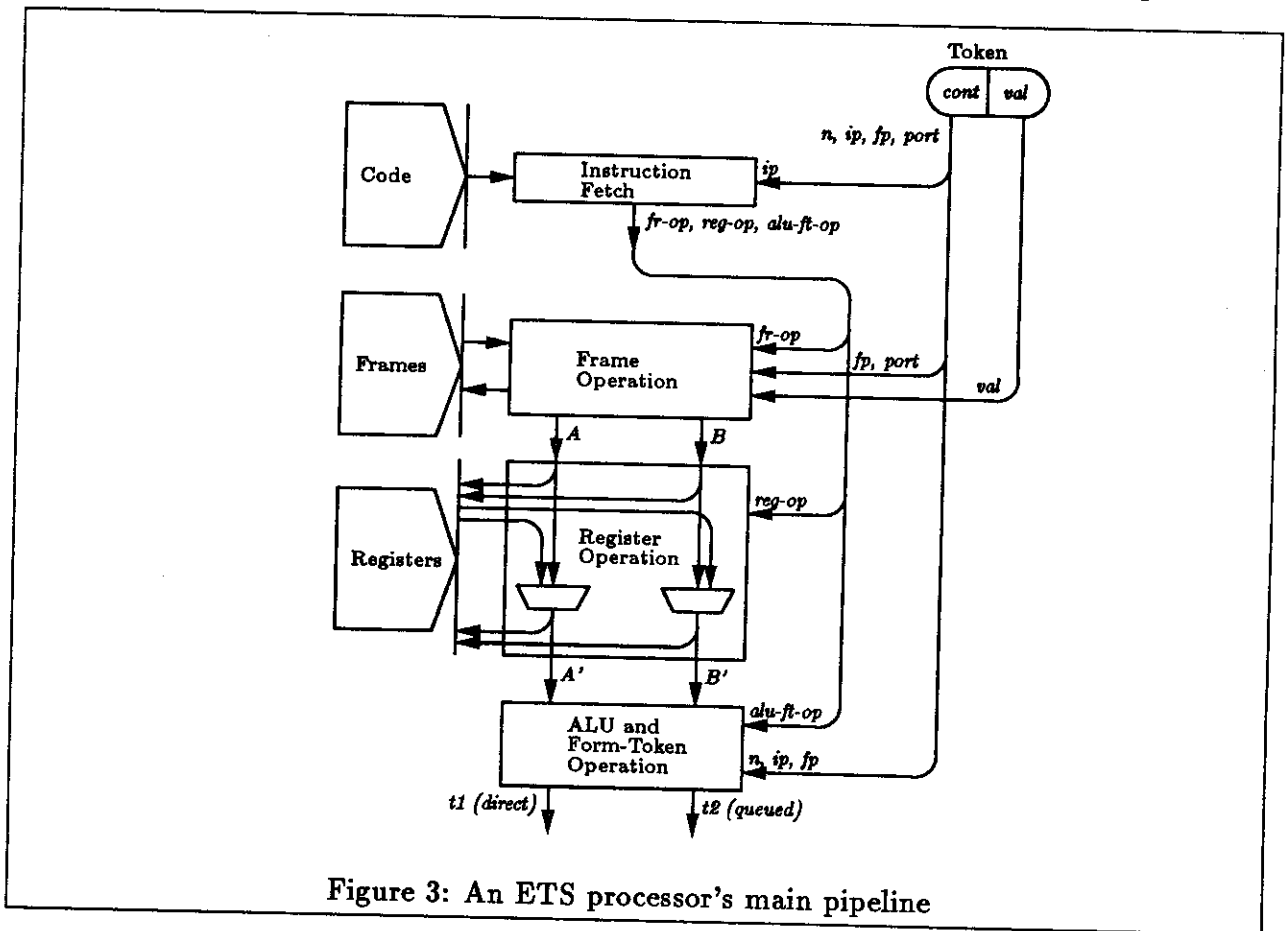 Token
cont val
n, ip, fp, port
Code
Instruction
Fetch
ip
fr-op, reg-op, alu-ft-op
Frames
Frame
Operation
fr-op
fp, port
val
A
B
reg-op
Registers
Register
Operation
A'
B'
alu-ft-op
ALU and
Form-Token
Operation
n, ip, fp
t1 (direct)
t2 (queued)
Figure 3: An ETS processor's main pipeline